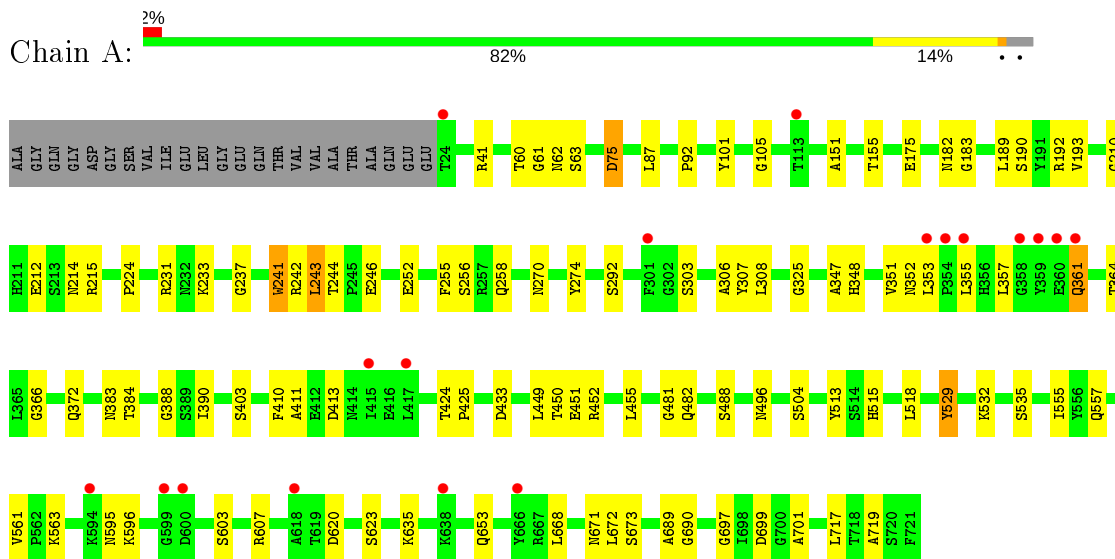 2%
Chain A:
82% 14%
ALA GLY GLN GLY ASP GLY SER VAL ILE GLU LEU GLY GLU GLN THR VAL VAL ALA THR ALA GLN GLU GLU T24 R41 T60 G61 N62 S63 D75 L87 P92 Y101 G105 T113 A151 T155 E175 N182 G183 L189 S190 Y191 R192 V193 G210
H211 E212 S213 N214 R215 P224 R231 N232 K233 G237 W241 R242 L243 T244 P245 E246 E252 F255 S256 R257 Q258 N270 Y274 S292 F301 G302 S303 A306 Y307 L308 G325 A347 H348 V351 N352 L353 P354 L355 H356 L357 G358 Y359 E360 Q361 T364
L365 G366 Q372 N383 T384 G388 S389 I390 S403 F410 A411 E412 D413 N414 I415 E416 L417 T424 P425 D433 L449 T450 E451 R452 L455 G481 Q482 S488 N496 S504 Y513 S514 H515 L518 Y529 K532 S535 I555 Y556 Q557
V561 P562 K563 K594 N595 K596 G599 D600 S603 R607 A618 T619 D620 S623 K635 K638 Q653 Y666 R667 L668 N671 L672 S673 A689 G690 G697 I698 D699 G700 A701 L717 T718 A719 S720 F721